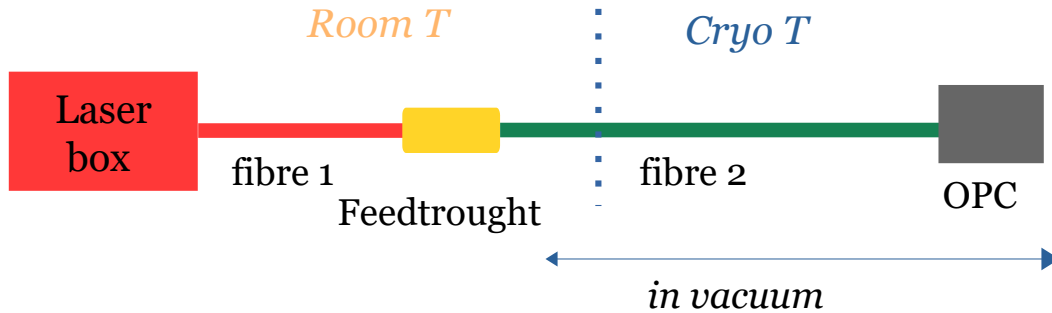 Room T
Cryo T
Laser
box
fibre 1
fibre 2
Feedtrought
OPC
in vacuum